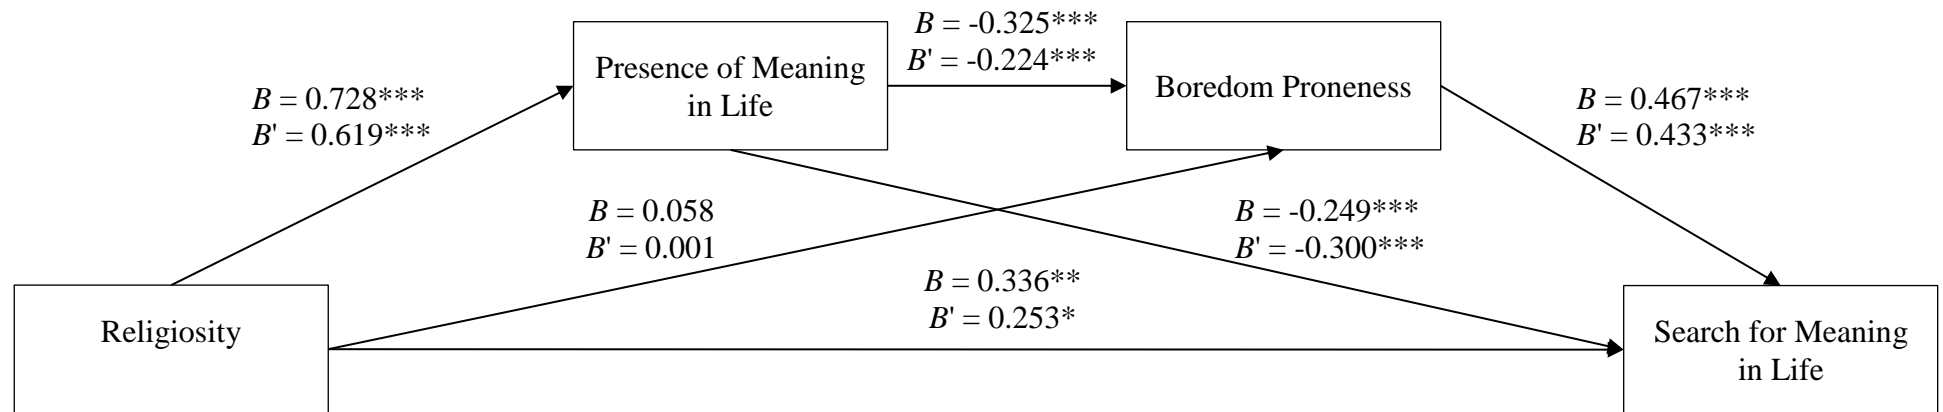 B = -0.325***
B' = -0.224***
Presence of Meaning
in Life
Boredom Proneness
B = 0.728***
B' = 0.619***
B = 0.467***
B' = 0.433***
B = 0.058
B' = 0.001
B = -0.249***
B' = -0.300***
B = 0.336**
B' = 0.253*
Religiosity
Search for Meaning
in Life